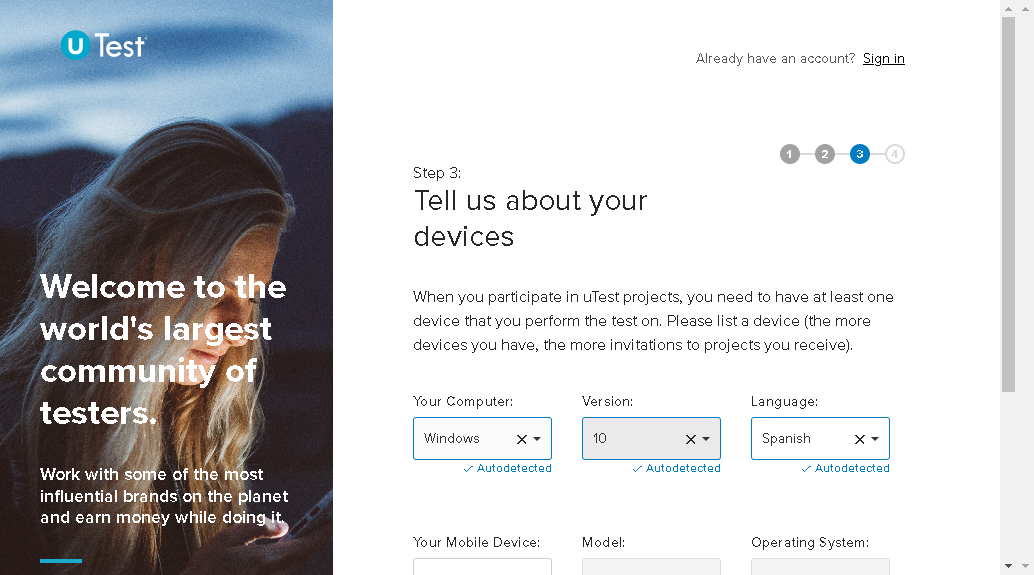 U Test
Already have an account? Sign in
1 2 3 4
Step 3:
Tell us about your
devices
Welcome to the
world's largest
community of
testers.
Work with some of the most
influential brands on the planet
and earn money while doing it.
When you participate in uTest projects, you need to have at least one
device that you perform the test on. Please list a device (the more
devices you have, the more invitations to projects you receive).
Your Computer: Version: Language:
Windows 10 Spanish
Autodetected Autodetected Autodetected
Your Mobile Device: Model: Operating System: